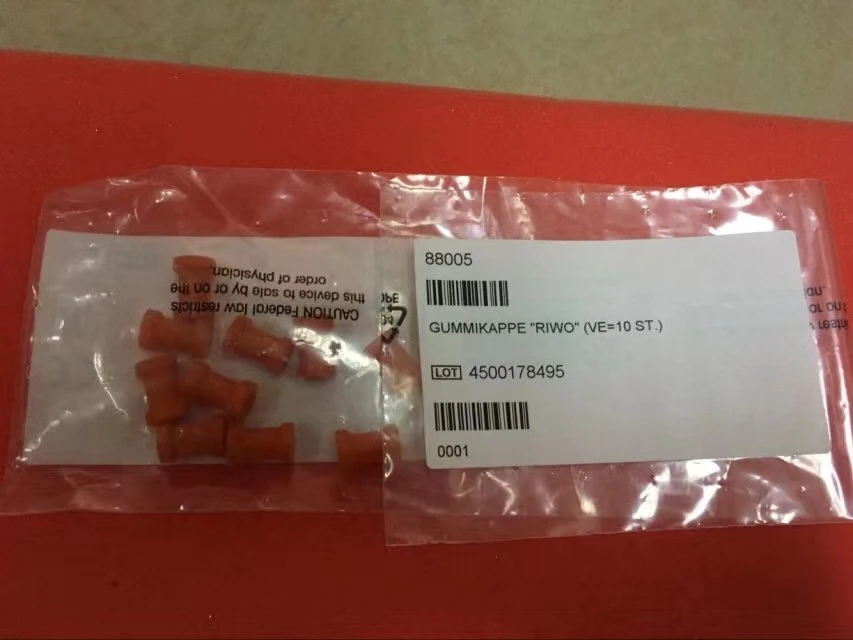 88005
GUMMIKAPPE "RIWO" (VE=10 ST.)
LOT 4500178495
0001
CAUTION Federal law restricts
this device to sale by or on the
order of physician.